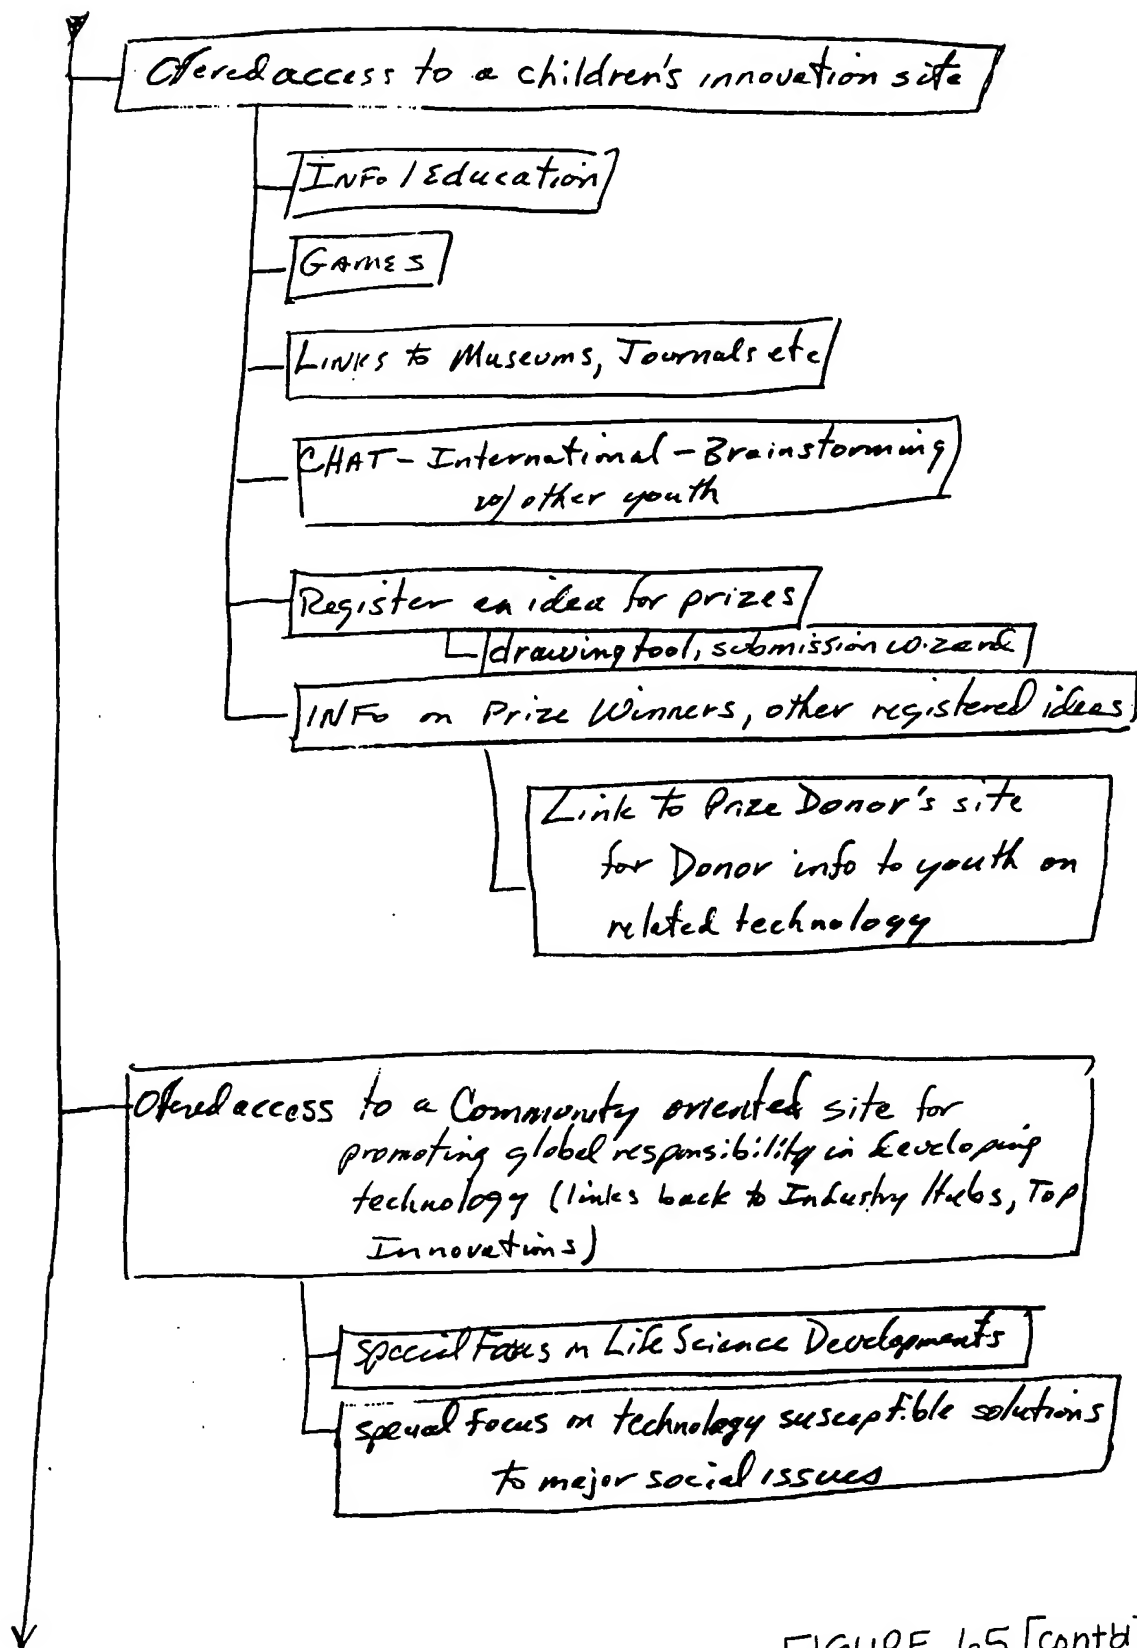 Offered access to a children's innovation site
INFO / Education
GAMES
LINKS to Museums, Journals etc
CHAT - International - Brainstorming
w/ other youth
Register an idea for prizes
drawing tool, submission wizard
INFO on Prize Winners, other registered ideas
Link to Prize Donor's site
for Donor info to youth on
related technology
Offered access to a Community oriented site for
promoting global responsibility in developing
technology (links back to Industry Hubs, Top
Innovations)
special Focus on Life Science Developments
special focus on technology susceptible solutions
to major social issues
FIGURE 65 [contd]